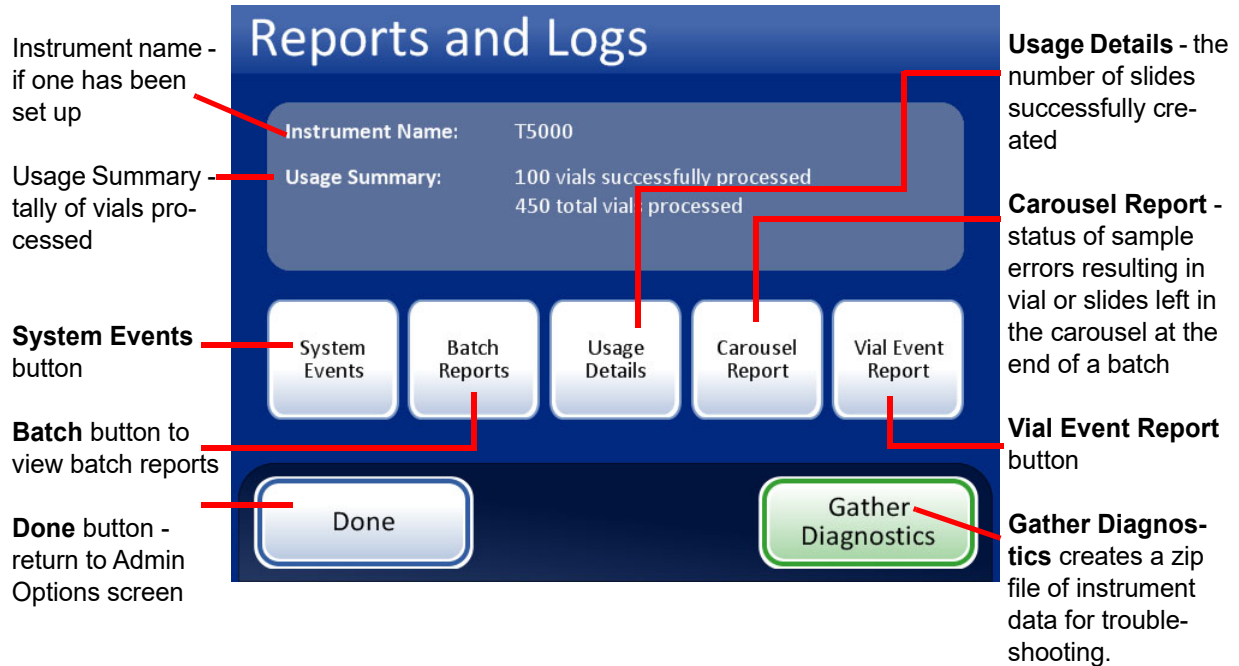 Instrument name -
if one has been
set up
Usage Summary -
tally of vials pro-
cessed
System Events
button
Batch button to
view batch reports
Done button -
return to Admin
Options screen
Reports and Logs
Instrument Name: T5000
Usage Summary: 100 vials successfully processed
450 total vials processed
System
Events
Batch
Reports
Usage
Details
Carousel
Report
Vial Event
Report
Done
Gather
Diagnostics
Usage Details - the
number of slides
successfully cre-
ated
Carousel Report -
status of sample
errors resulting in
vial or slides left in
the carousel at the
end of a batch
Vial Event Report
button
Gather Diagnos-
tics creates a zip
file of instrument
data for trouble-
shooting.